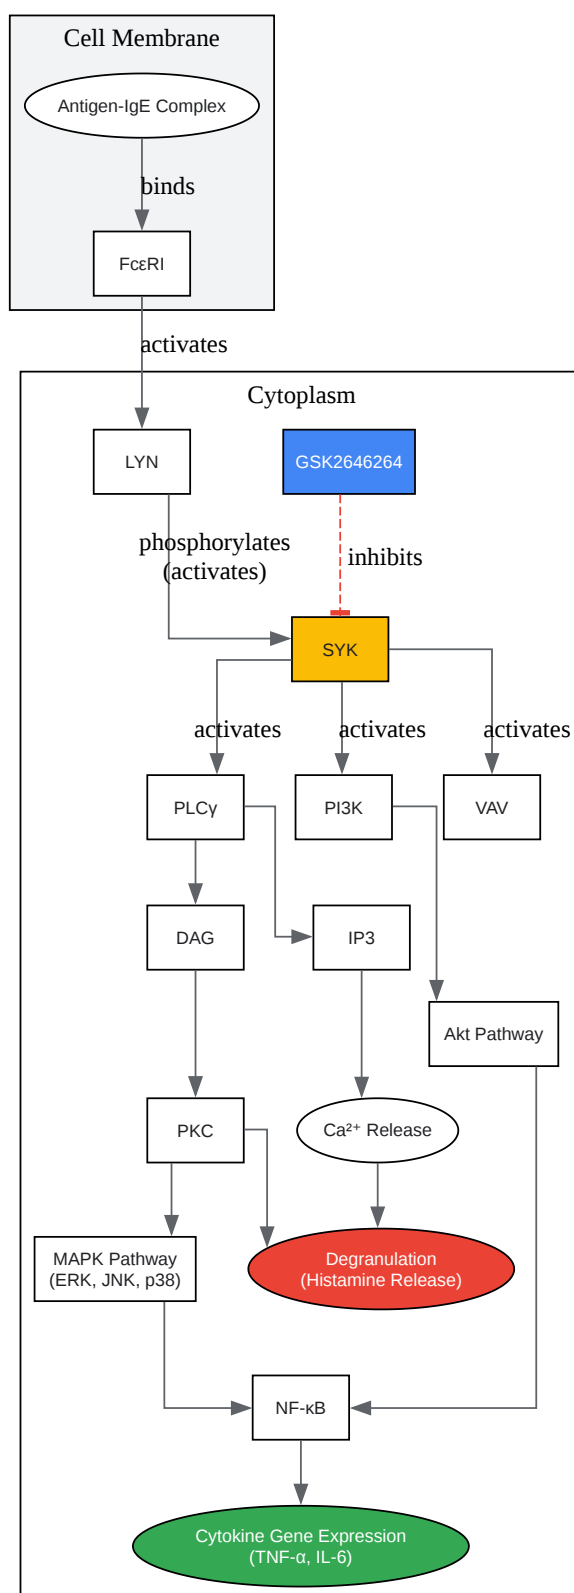 Cell Membrane
Antigen-IgE Complex
binds
FcεRI
activates
Cytoplasm
LYN
GSK2646264
phosphorylates
(activates)
inhibits
SYK
activates
activates
activates
PLCγ
PI3K
VAV
DAG
IP3
Akt Pathway
PKC
Ca²⁺ Release
MAPK Pathway
(ERK, JNK, p38)
Degranulation
(Histamine Release)
NF-κB
Cytokine Gene Expression
(TNF-α, IL-6)